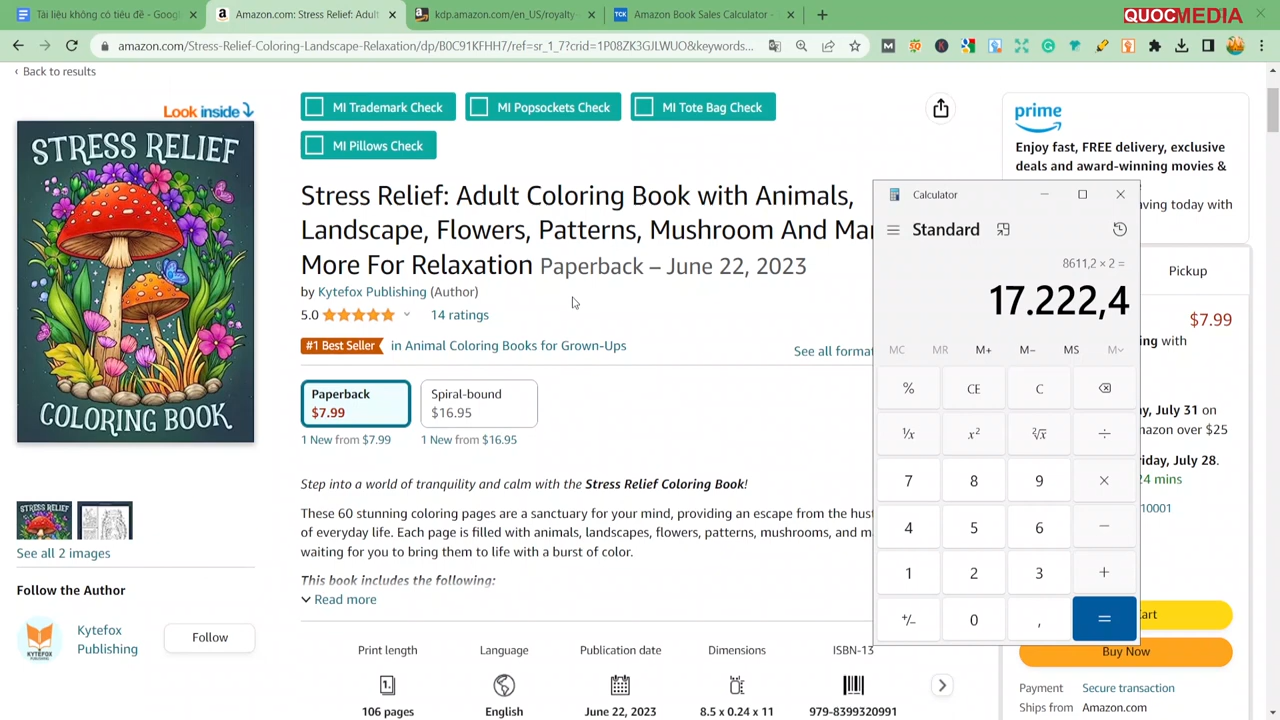 Tài liệu không có tiêu đề - Googl
Amazon.com: Stress Relief: Adul
kdp.amazon.com/en_US/royalty-
TCK
Amazon Book Sales Calculator -
QUOCMEDIA
amazon.com/Stress-Relief-Coloring-Landscape-Relaxation/dp/B0C91KFHH7/ref=sr_1_7?crid=1P08ZK3GJLWUO&keywords...
‹ Back to results
Look inside
STRESS RELIEF
COLORING BOOK
MI Trademark Check
MI Popsockets Check
MI Tote Bag Check
MI Pillows Check
Stress Relief: Adult Coloring Book with Animals,
Landscape, Flowers, Patterns, Mushroom And Ma
More For Relaxation Paperback – June 22, 2023
by Kytefox Publishing (Author)
5.0
14 ratings
#1 Best Seller
in Animal Coloring Books for Grown-Ups
See all format
Paperback
$7.99
Spiral-bound
$16.95
1 New from $7.99
1 New from $16.95
Step into a world of tranquility and calm with the Stress Relief Coloring Book!
These 60 stunning coloring pages are a sanctuary for your mind, providing an escape from the hust
of everyday life. Each page is filled with animals, landscapes, flowers, patterns, mushrooms, and m
waiting for you to bring them to life with a burst of color.
This book includes the following:
Read more
STRESS RELIEF
See all 2 images
Follow the Author
KYTEFOX
Kytefox
Publishing
Follow
Print length
Language
Publication date
Dimensions
ISBN-13
106 pages
English
June 22, 2023
8.5 x 0.24 x 11
979-8399320991
prime
Enjoy fast, FREE delivery, exclusive
deals and award-winning movies &
aving today with
Pickup
$7.99
ing with
y, July 31 on
mazon over $25
riday, July 28.
24 mins
10001
Cart
Buy Now
Payment
Secure transaction
Ships from
Amazon.com
Calculator
Standard
8611,2 × 2 =
17.222,4
MC
MR
M+
M−
MS
M
%
CE
C
⅟x
x²
²√x
÷
7
8
9
×
4
5
6
−
1
2
3
+
+/−
0
,
=